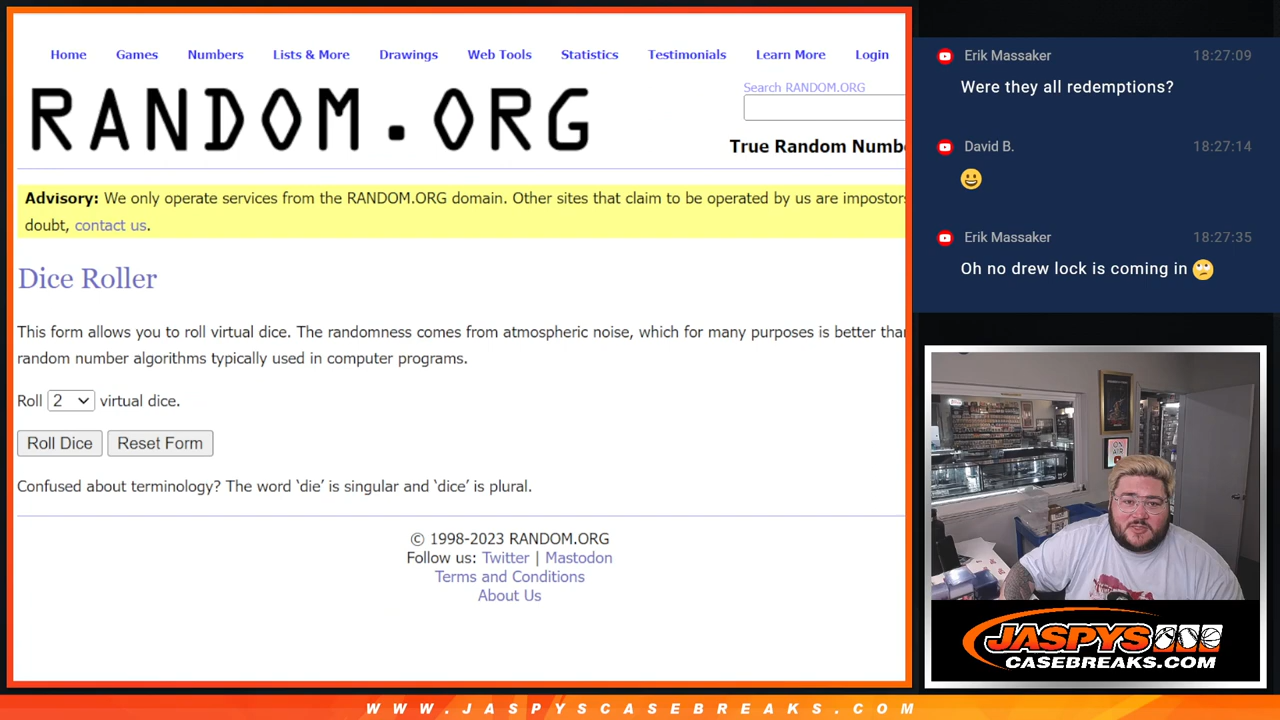 Home Games Numbers Lists & More Drawings Web Tools Statistics Testimonials Learn More Login
RANDOM.ORG
Search RANDOM.ORG
True Random Numb
Advisory: We only operate services from the RANDOM.ORG domain. Other sites that claim to be operated by us are impostors
doubt, contact us.
Dice Roller
This form allows you to roll virtual dice. The randomness comes from atmospheric noise, which for many purposes is better than
random number algorithms typically used in computer programs.
Roll 2 virtual dice.
Roll Dice Reset Form
Confused about terminology? The word ‘die’ is singular and ‘dice’ is plural.
© 1998-2023 RANDOM.ORG
Follow us: Twitter | Mastodon
Terms and Conditions
About Us
Erik Massaker 18:27:09
Were they all redemptions?
David B. 18:27:14
😀
Erik Massaker 18:27:35
Oh no drew lock is coming in 🙄
ON AIR
JASPYS
CASEBREAKS.COM
WWW.JASPYSCASEBREAKS.COM